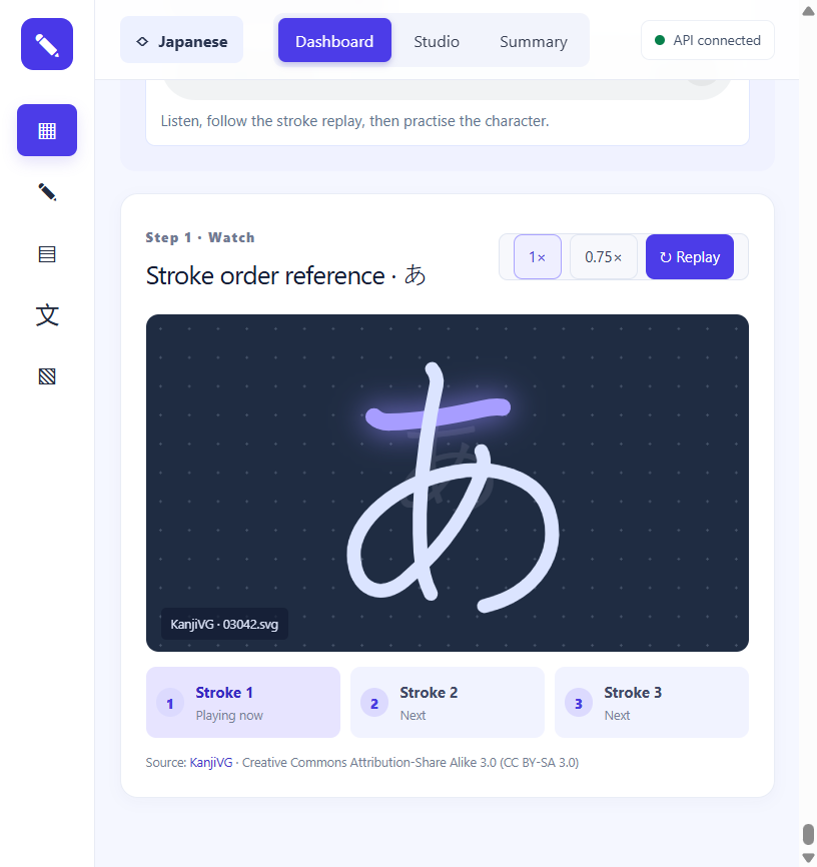 Japanese
Dashboard
Studio
Summary
API connected
文
Listen, follow the stroke replay, then practise the character.
Step 1 · Watch
Stroke order reference · あ
1×
0.75×
↻ Replay
あ
KanjiVG · 03042.svg
1
Stroke 1
Playing now
2
Stroke 2
Next
3
Stroke 3
Next
Source: KanjiVG · Creative Commons Attribution-Share Alike 3.0 (CC BY-SA 3.0)